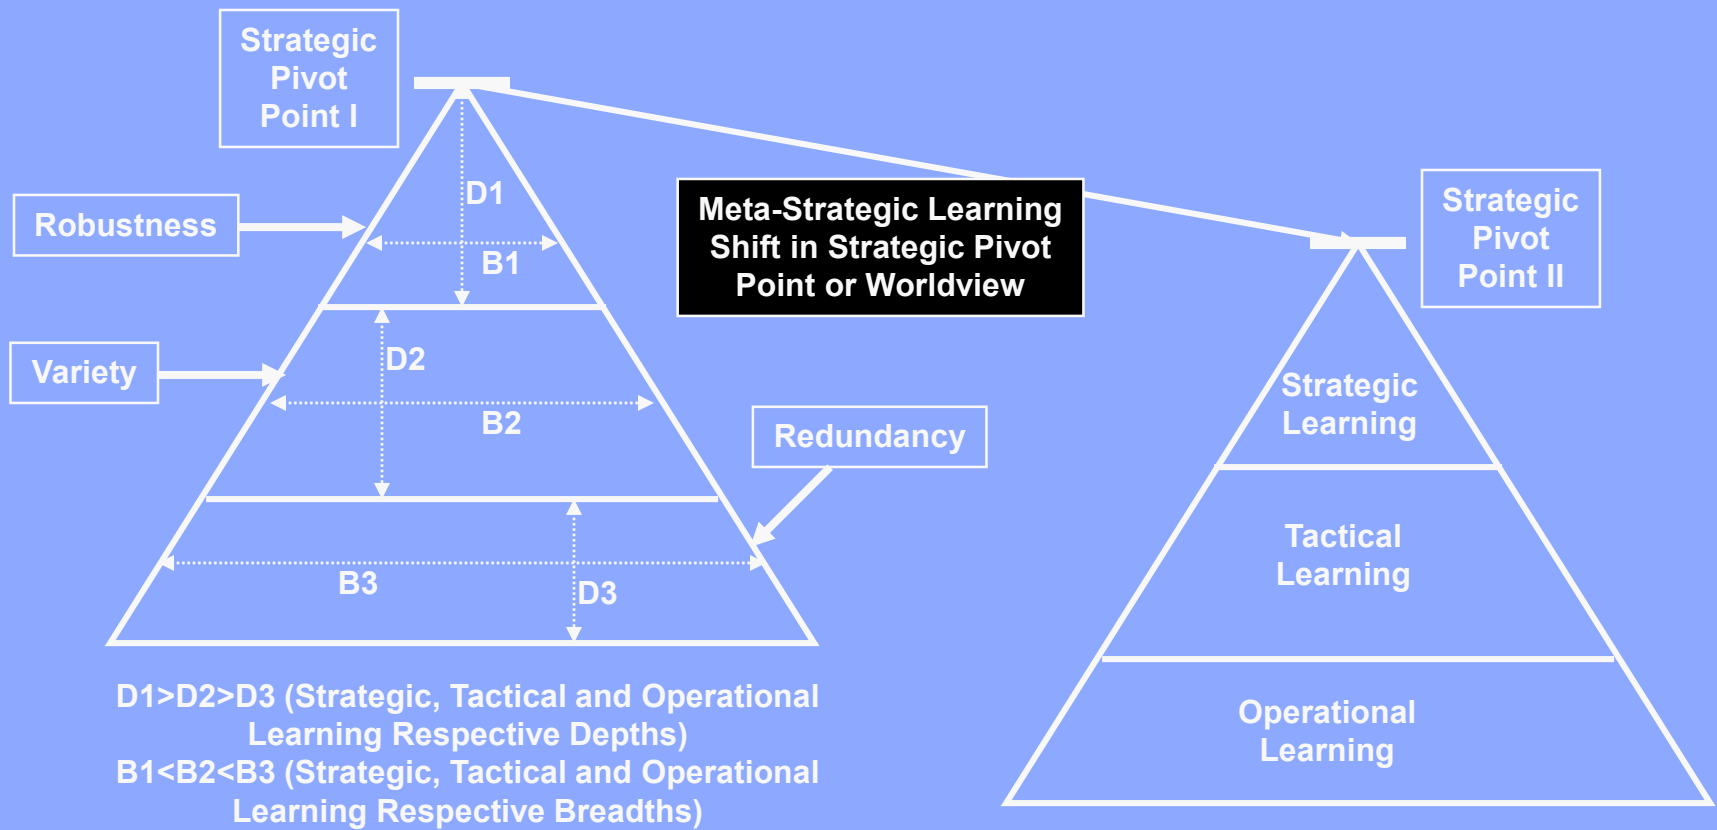 Strategic
Pivot
Point I
Robustness
D1
B1
Variety
D2
B2
Redundancy
B3
D3
Meta-Strategic Learning
Shift in Strategic Pivot
Point or Worldview
Strategic
Pivot
Point II
Strategic
Learning
Tactical
Learning
Operational
Learning
D1>D2>D3 (Strategic, Tactical and Operational
Learning Respective Depths)
B1<B2<B3 (Strategic, Tactical and Operational
Learning Respective Breadths)